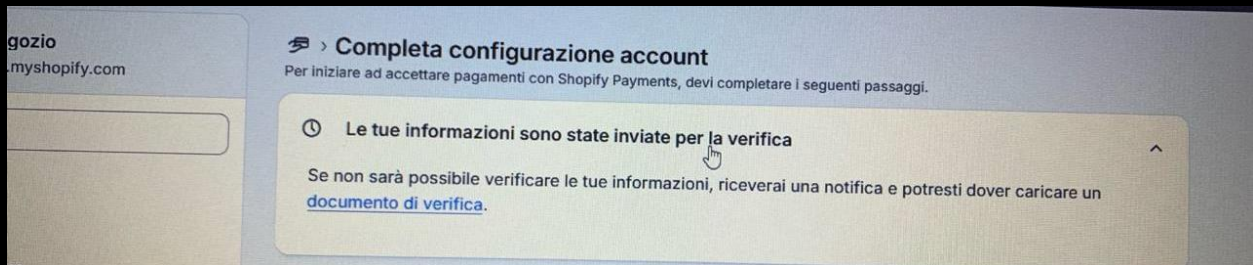 gozio
.myshopify.com
› Completa configurazione account
Per iniziare ad accettare pagamenti con Shopify Payments, devi completare i seguenti passaggi.
Le tue informazioni sono state inviate per la verifica
Se non sarà possibile verificare le tue informazioni, riceverai una notifica e potresti dover caricare un
documento di verifica.